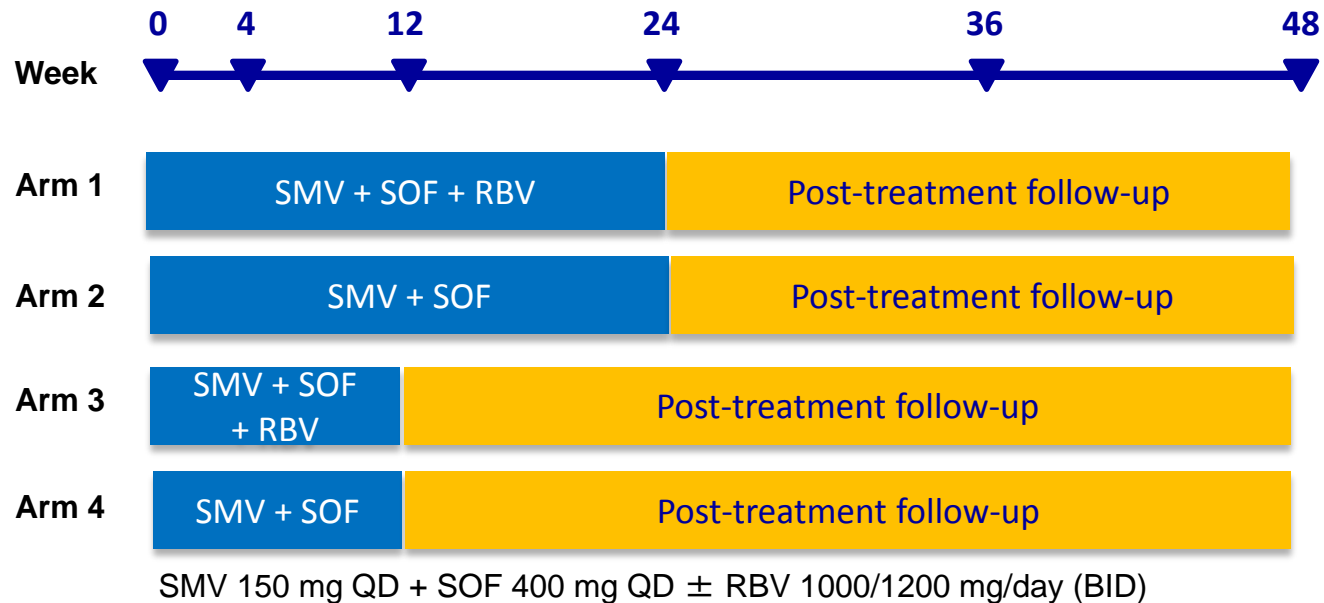 0 4 12 24 36 48
Week
Arm 1 SMV + SOF + RBV Post-treatment follow-up
Arm 2 SMV + SOF Post-treatment follow-up
Arm 3 SMV + SOF
+ RBV Post-treatment follow-up
Arm 4 SMV + SOF Post-treatment follow-up
SMV 150 mg QD + SOF 400 mg QD ± RBV 1000/1200 mg/day (BID)